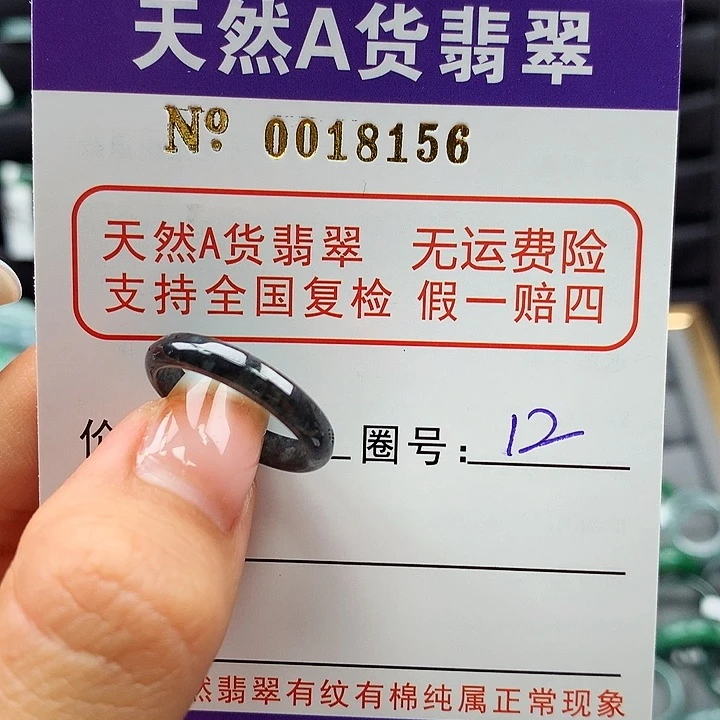 天然A货翡翠
Nº: 0018156
天然A货翡翠 无运费险
支持全国复检 假一赔四
价
圈号: 12
然翡翠有纹有棉纯属正常现象